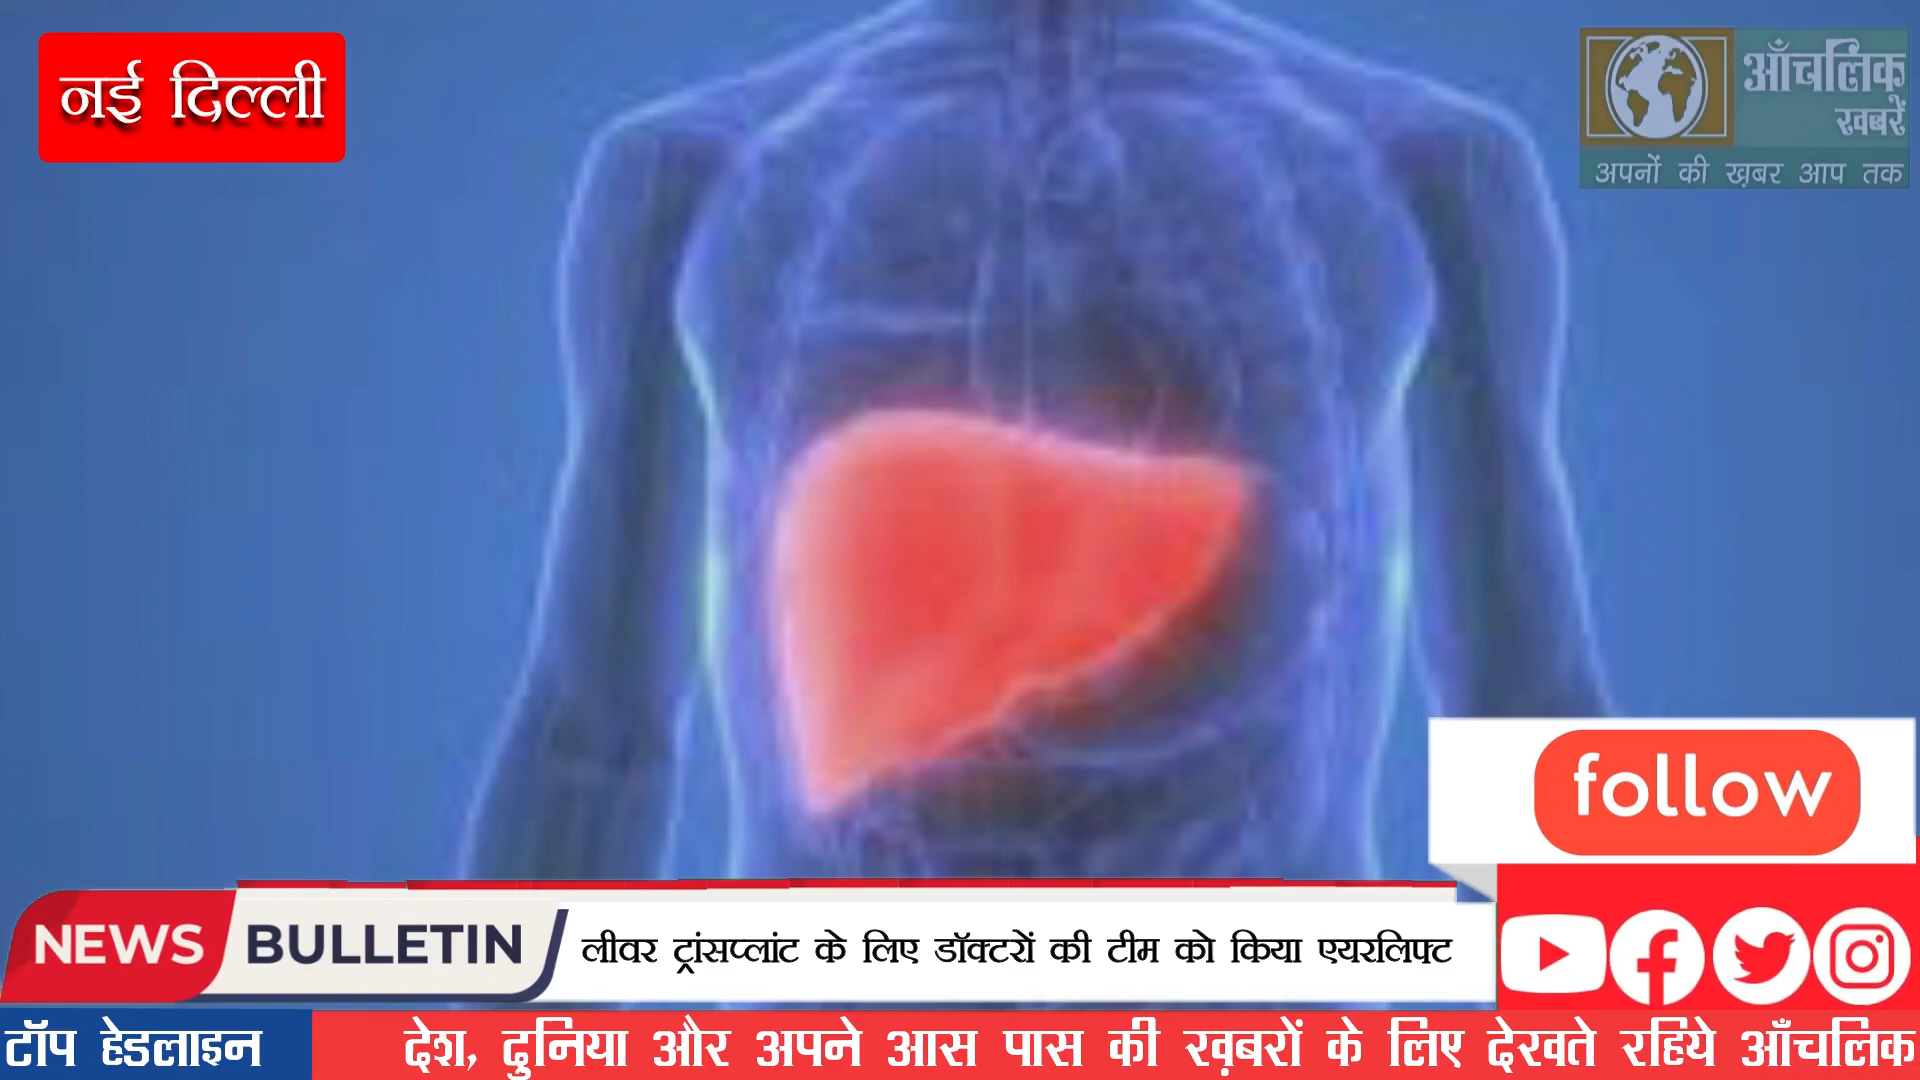 नई दिल्ली
आँचलिक
खबरें
अपनों की ख़बर आप तक
follow
NEWS BULLETIN
लीवर ट्रांसप्लांट के लिए डॉक्टरों की टीम को किया एयरलिफ्ट
टॉप हेडलाइन
देश, दुनिया और अपने आस पास की ख़बरों के लिए देखते रहिये आँचलिक